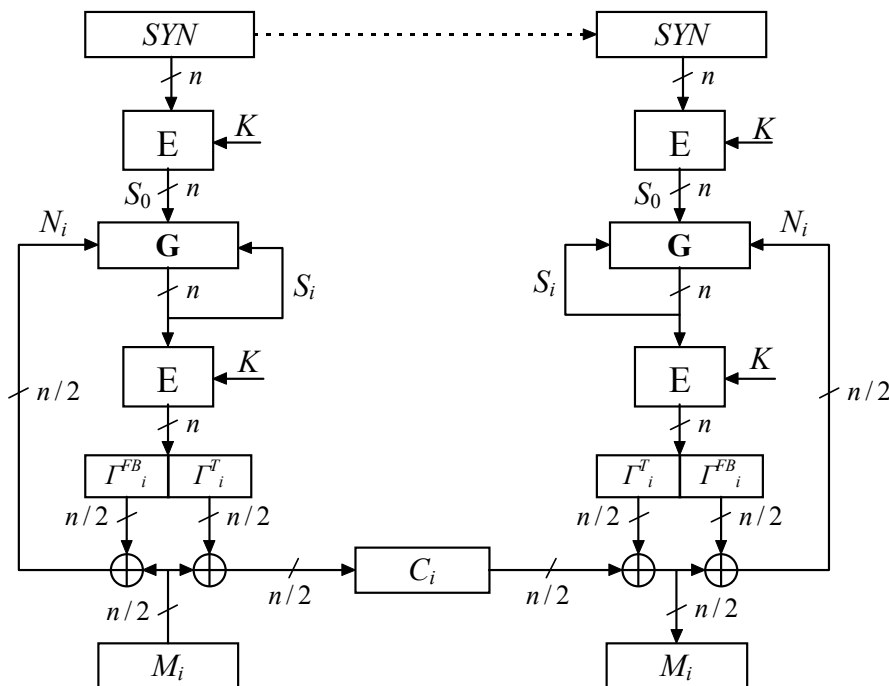 SYN SYN
n n
E K E K
S₀ n S₀ n
Nᵢ G G Nᵢ
n Sᵢ Sᵢ n
E K E K
n/2 n/2
n n
Γᶠᴮᵢ Γᵀᵢ Γᵀᵢ Γᶠᴮᵢ
n/2 n/2 n/2 n/2
Cᵢ
n/2 n/2 n/2 n/2
Mᵢ Mᵢ